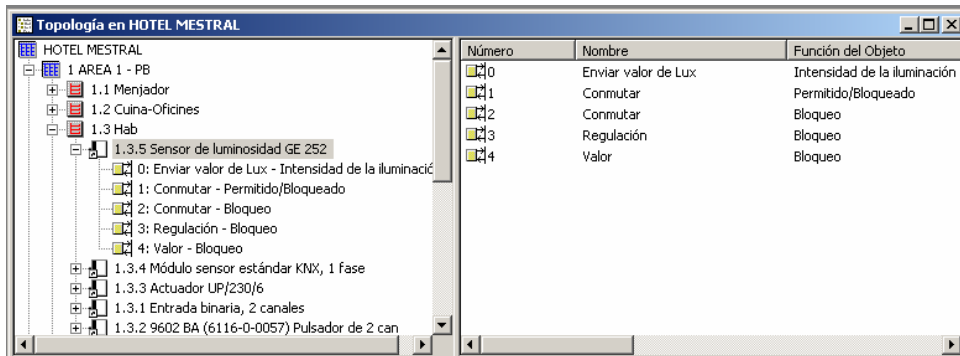 Topología en HOTEL MESTRAL
HOTEL MESTRAL
1 AREA 1 - PB
1.1 Menjador
1.2 Cuina-Oficines
1.3 Hab
1.3.5 Sensor de luminosidad GE 252
0: Enviar valor de Lux - Intensidad de la iluminació
1: Conmutar - Permitido/Bloqueado
2: Conmutar - Bloqueo
3: Regulación - Bloqueo
4: Valor - Bloqueo
1.3.4 Módulo sensor estándar KNX, 1 fase
1.3.3 Actuador UP/230/6
1.3.1 Entrada binaria, 2 canales
1.3.2 9602 BA (6116-0-0057) Pulsador de 2 can
Número Nombre Función del Objeto
0 Enviar valor de Lux Intensidad de la iluminación
1 Conmutar Permitido/Bloqueado
2 Conmutar Bloqueo
3 Regulación Bloqueo
4 Valor Bloqueo